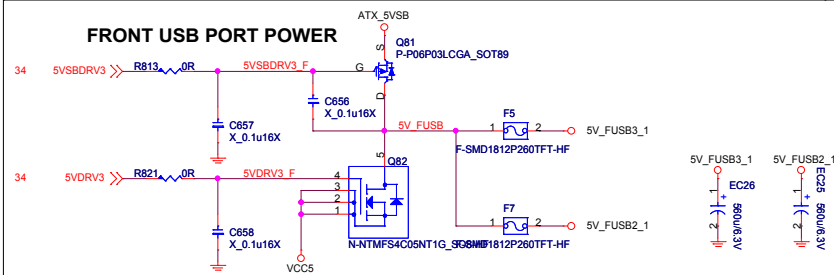 FRONT USB PORT POWER
ATX_5VSB
Q81
P-P06P03LCGA_SOT89
S
G
D
34 5VSBDRV3 R813 0R 5VSBDRV3_F
C656
X_0.1u16X
C657
X_0.1u16X
5V_FUSB
F5
1 2 5V_FUSB3_1
F-SMD1812P260TFT-HF
5
Q82
34 5VDRV3 R821 0R 5VDRV3_F 4
3
2
1
C658
X_0.1u16X
VCC5
N-NTMFS4C05NT1G_
F7
1 2 5V_FUSB2_1
F-SMD1812P260TFT-HF
5V_FUSB3_1
1 +
EC26
560u/6.3V
2
5V_FUSB2_1
1 +
EC25
560u/6.3V
2